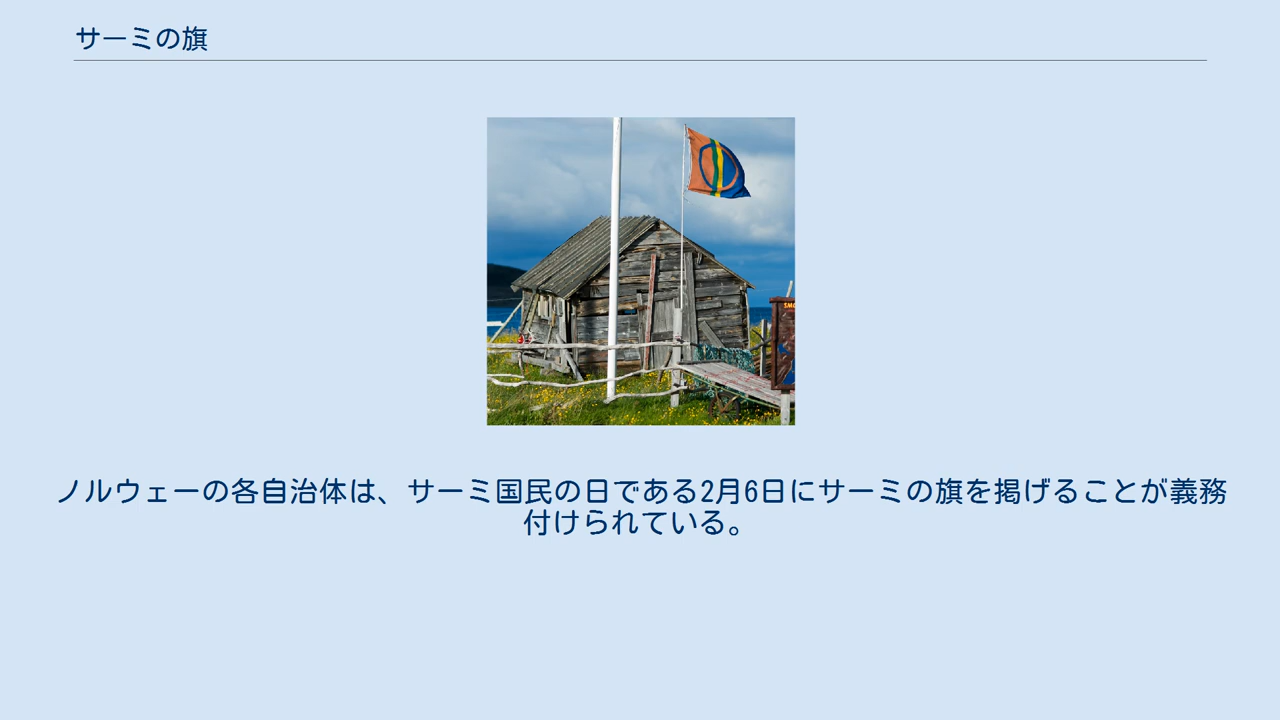 サーミの旗
ノルウェーの各自治体は、サーミ国民の日である2月6日にサーミの旗を掲げることが義務
付けられている。